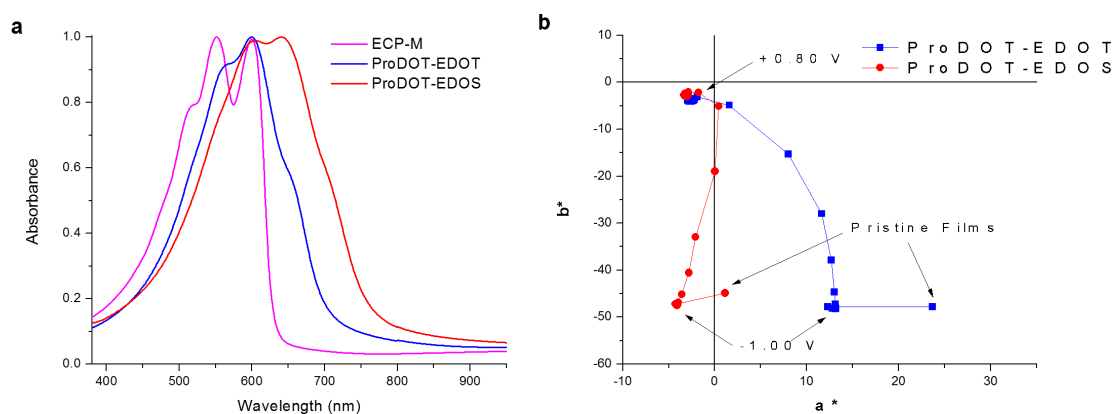 a
1.0
0.8
0.6
0.4
0.2
0.0
400 500 600 700 800 900
Absorbance
Wavelength (nm)
ECP-M
ProDOT-EDOT
ProDOT-EDOS
b
10
0
-10
-20
-30
-40
-50
-60
-10 0 10 20 30
b*
a *
+0.80 V
ProDOT-EDOT
ProDOT-EDOS
Pristine Films
-1.00 V